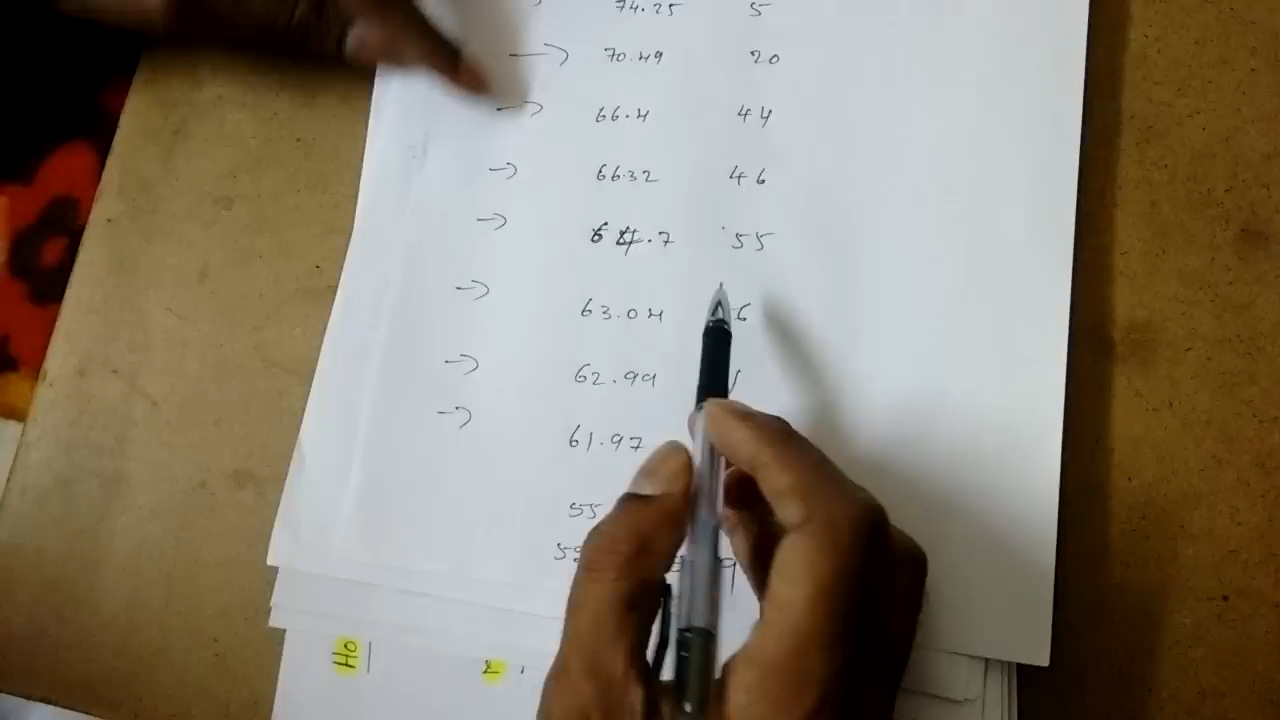 74.25 5
→ 70.49 20
→ 66.4 44
→ 66.32 46
→ 64.7 55
→ 63.04
→ 62.99
→ 61.97
55
HO